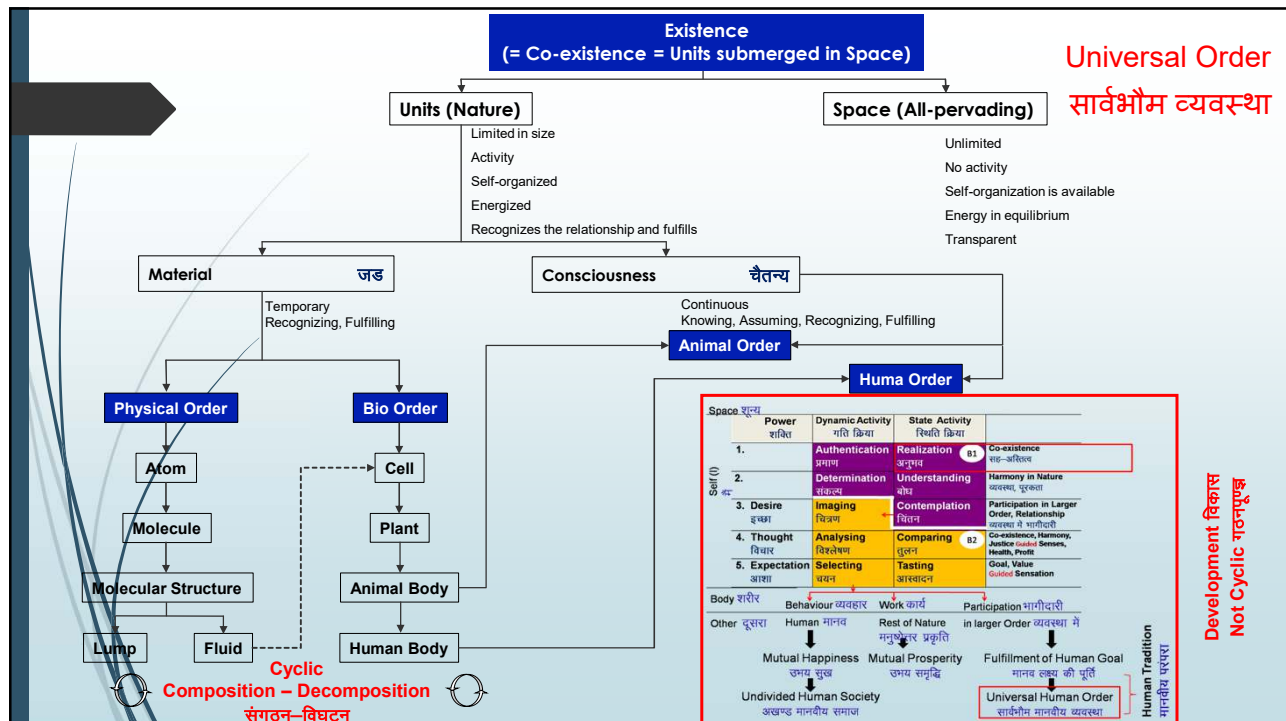 Existence
(= Co-existence = Units submerged in Space)
Universal Order
सार्वभौम व्यवस्था
Units (Nature)
Limited in size
Activity
Self-organized
Energized
Recognizes the relationship and fulfills
Space (All-pervading)
Unlimited
No activity
Self-organization is available
Energy in equilibrium
Transparent
Material जड
Temporary
Recognizing, Fulfilling
Consciousness चैतन्य
Continuous
Knowing, Assuming, Recognizing, Fulfilling
Animal Order
Huma Order
Physical Order
Bio Order
Atom
Cell
Molecule
Plant
Molecular Structure
Animal Body
Lump
Fluid
Human Body
Cyclic
Composition – Decomposition
संगठन–विघटन
Space शून्य
Power Dynamic Activity State Activity
शक्ति गति क्रिया स्थिति क्रिया
1. Authentication Realization B1 Co-existence
प्रमाण अनुभव सह-अस्तित्व
2. Determination Understanding Harmony in Nature
संकल्प बोध व्यवस्था, पूरकता
Self (I)
3. Desire Imaging Contemplation Participation in Larger
Order, Relationship
इच्छा चित्रण चिंतन व्यवस्था में भागीदारी
4. Thought Analysing Comparing B2 Co-existence, Harmony,
Justice Guided Senses,
विचार विश्लेषण तुलन Health, Profit
5. Expectation Selecting Tasting Goal, Value
आशा चयन आस्वादन Guided Sensation
Body शरीर
Behaviour व्यवहार Work कार्य Participation भागीदारी
Other दूसरा Human मानव Rest of Nature in larger Order व्यवस्था में
मनुष्येत्तर प्रकृति
Mutual Happiness Mutual Prosperity Fulfillment of Human Goal
उभय सुख उभय समृद्धि मानव लक्ष्य की पूर्ति
Undivided Human Society Universal Human Order
अखण्ड मानवीय समाज सार्वभौम मानवीय व्यवस्था
Human Tradition
मानवीय परंपरा
Development विकास
Not Cyclic गठनपूण्र्ज्ञ